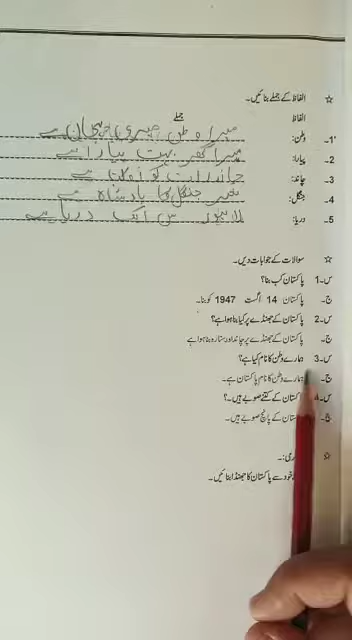 ☆ الفاظ کے جملے بنائیں۔
الفاظ جملے
1۔ وطن: میرا وطن میری پہچان ہے
2۔ پیارا: میرا گھر بہت پیارا ہے
3۔ چاند: چاند رات کو نکلتا ہے
4۔ جنگل: شیر جنگل کا بادشاہ ہے
5۔ دریا: لاہور میں ایک دریا ہے
☆ سوالات کے جوابات دیں۔
س۔1 پاکستان کب بنا؟
ج۔ پاکستان 14 اگست 1947 کو بنا۔
س۔2 پاکستان کے جھنڈے پر کیا بنا ہوا ہے؟
ج۔ پاکستان کے جھنڈے پر چاند اور ستارہ بنا ہوا ہے
س۔3 ہمارے وطن کا نام کیا ہے؟
ج۔ ہمارے وطن کا نام پاکستان ہے۔
س۔4 پاکستان کے کتنے صوبے ہیں۔؟
ج۔ پاکستان کے پانچ صوبے ہیں۔
☆
خود سے پاکستان کا جھنڈا بنائیں۔